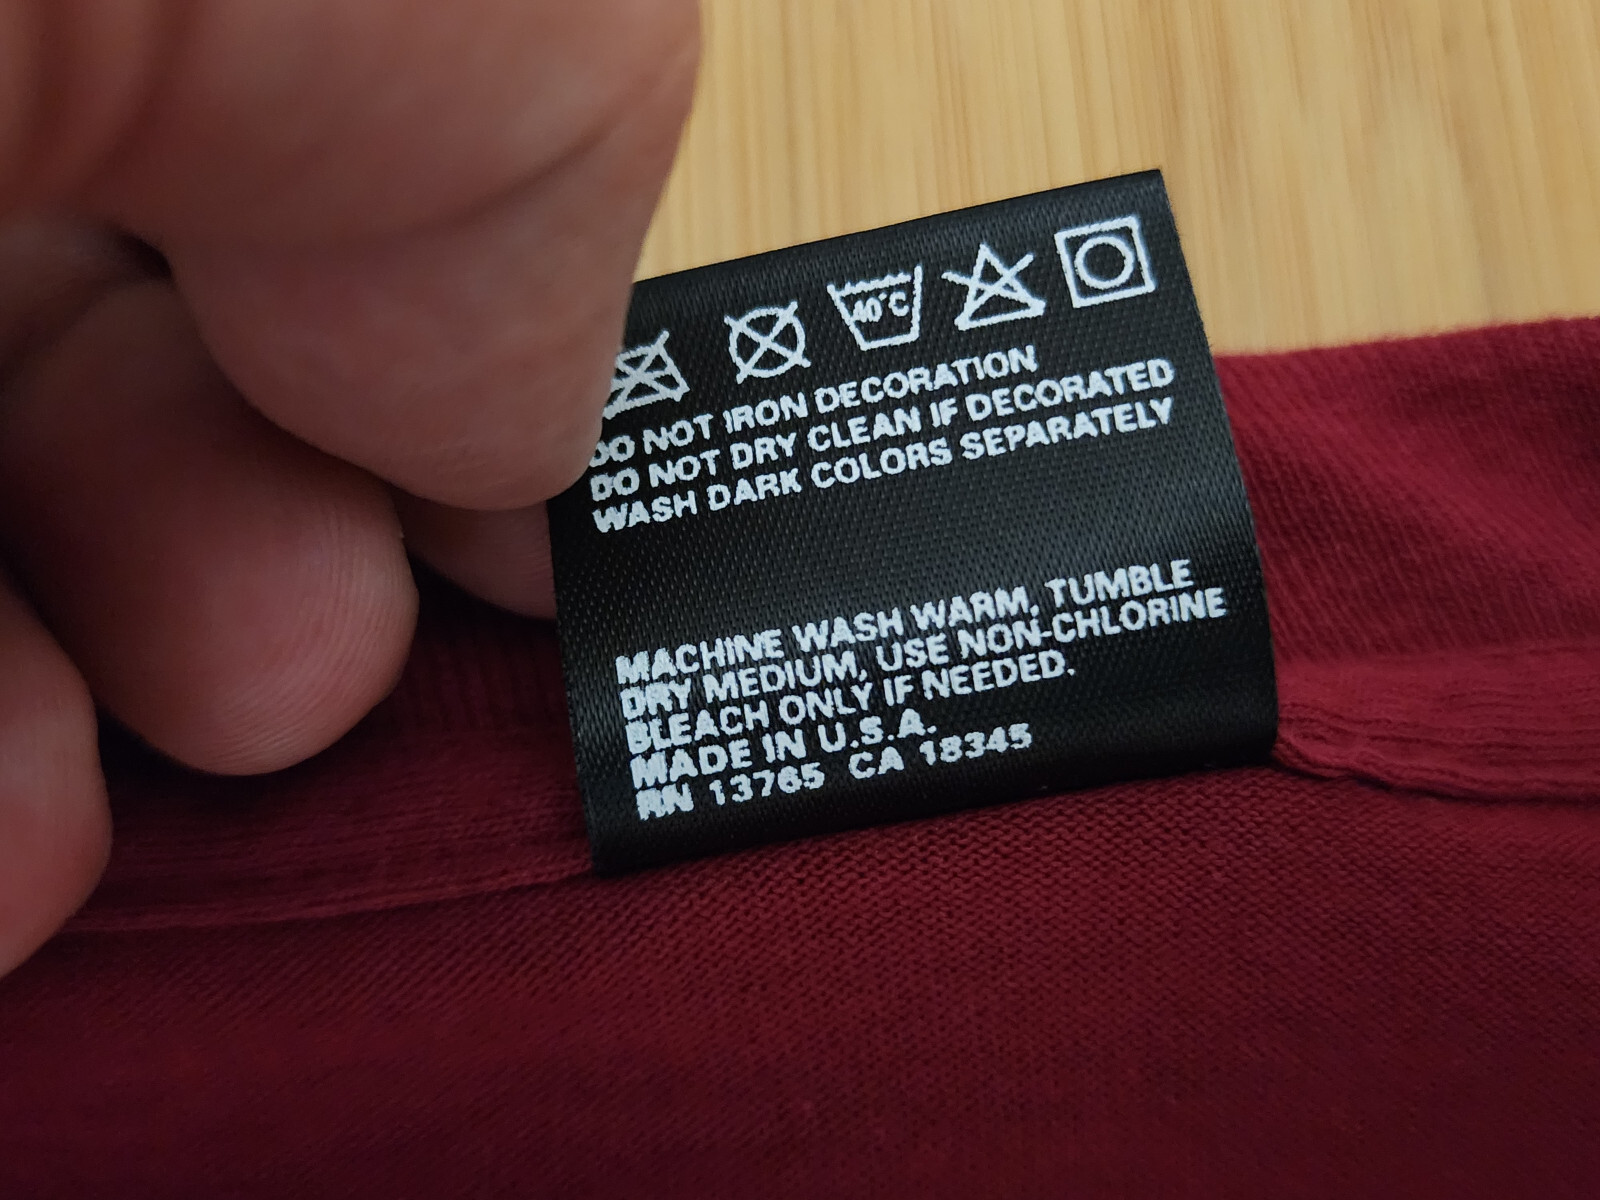 40°C
DO NOT IRON DECORATION
DO NOT DRY CLEAN IF DECORATED
WASH DARK COLORS SEPARATELY
MACHINE WASH WARM, TUMBLE
DRY MEDIUM, USE NON-CHLORINE
BLEACH ONLY IF NEEDED.
MADE IN U.S.A.
RN 13765 CA 18345